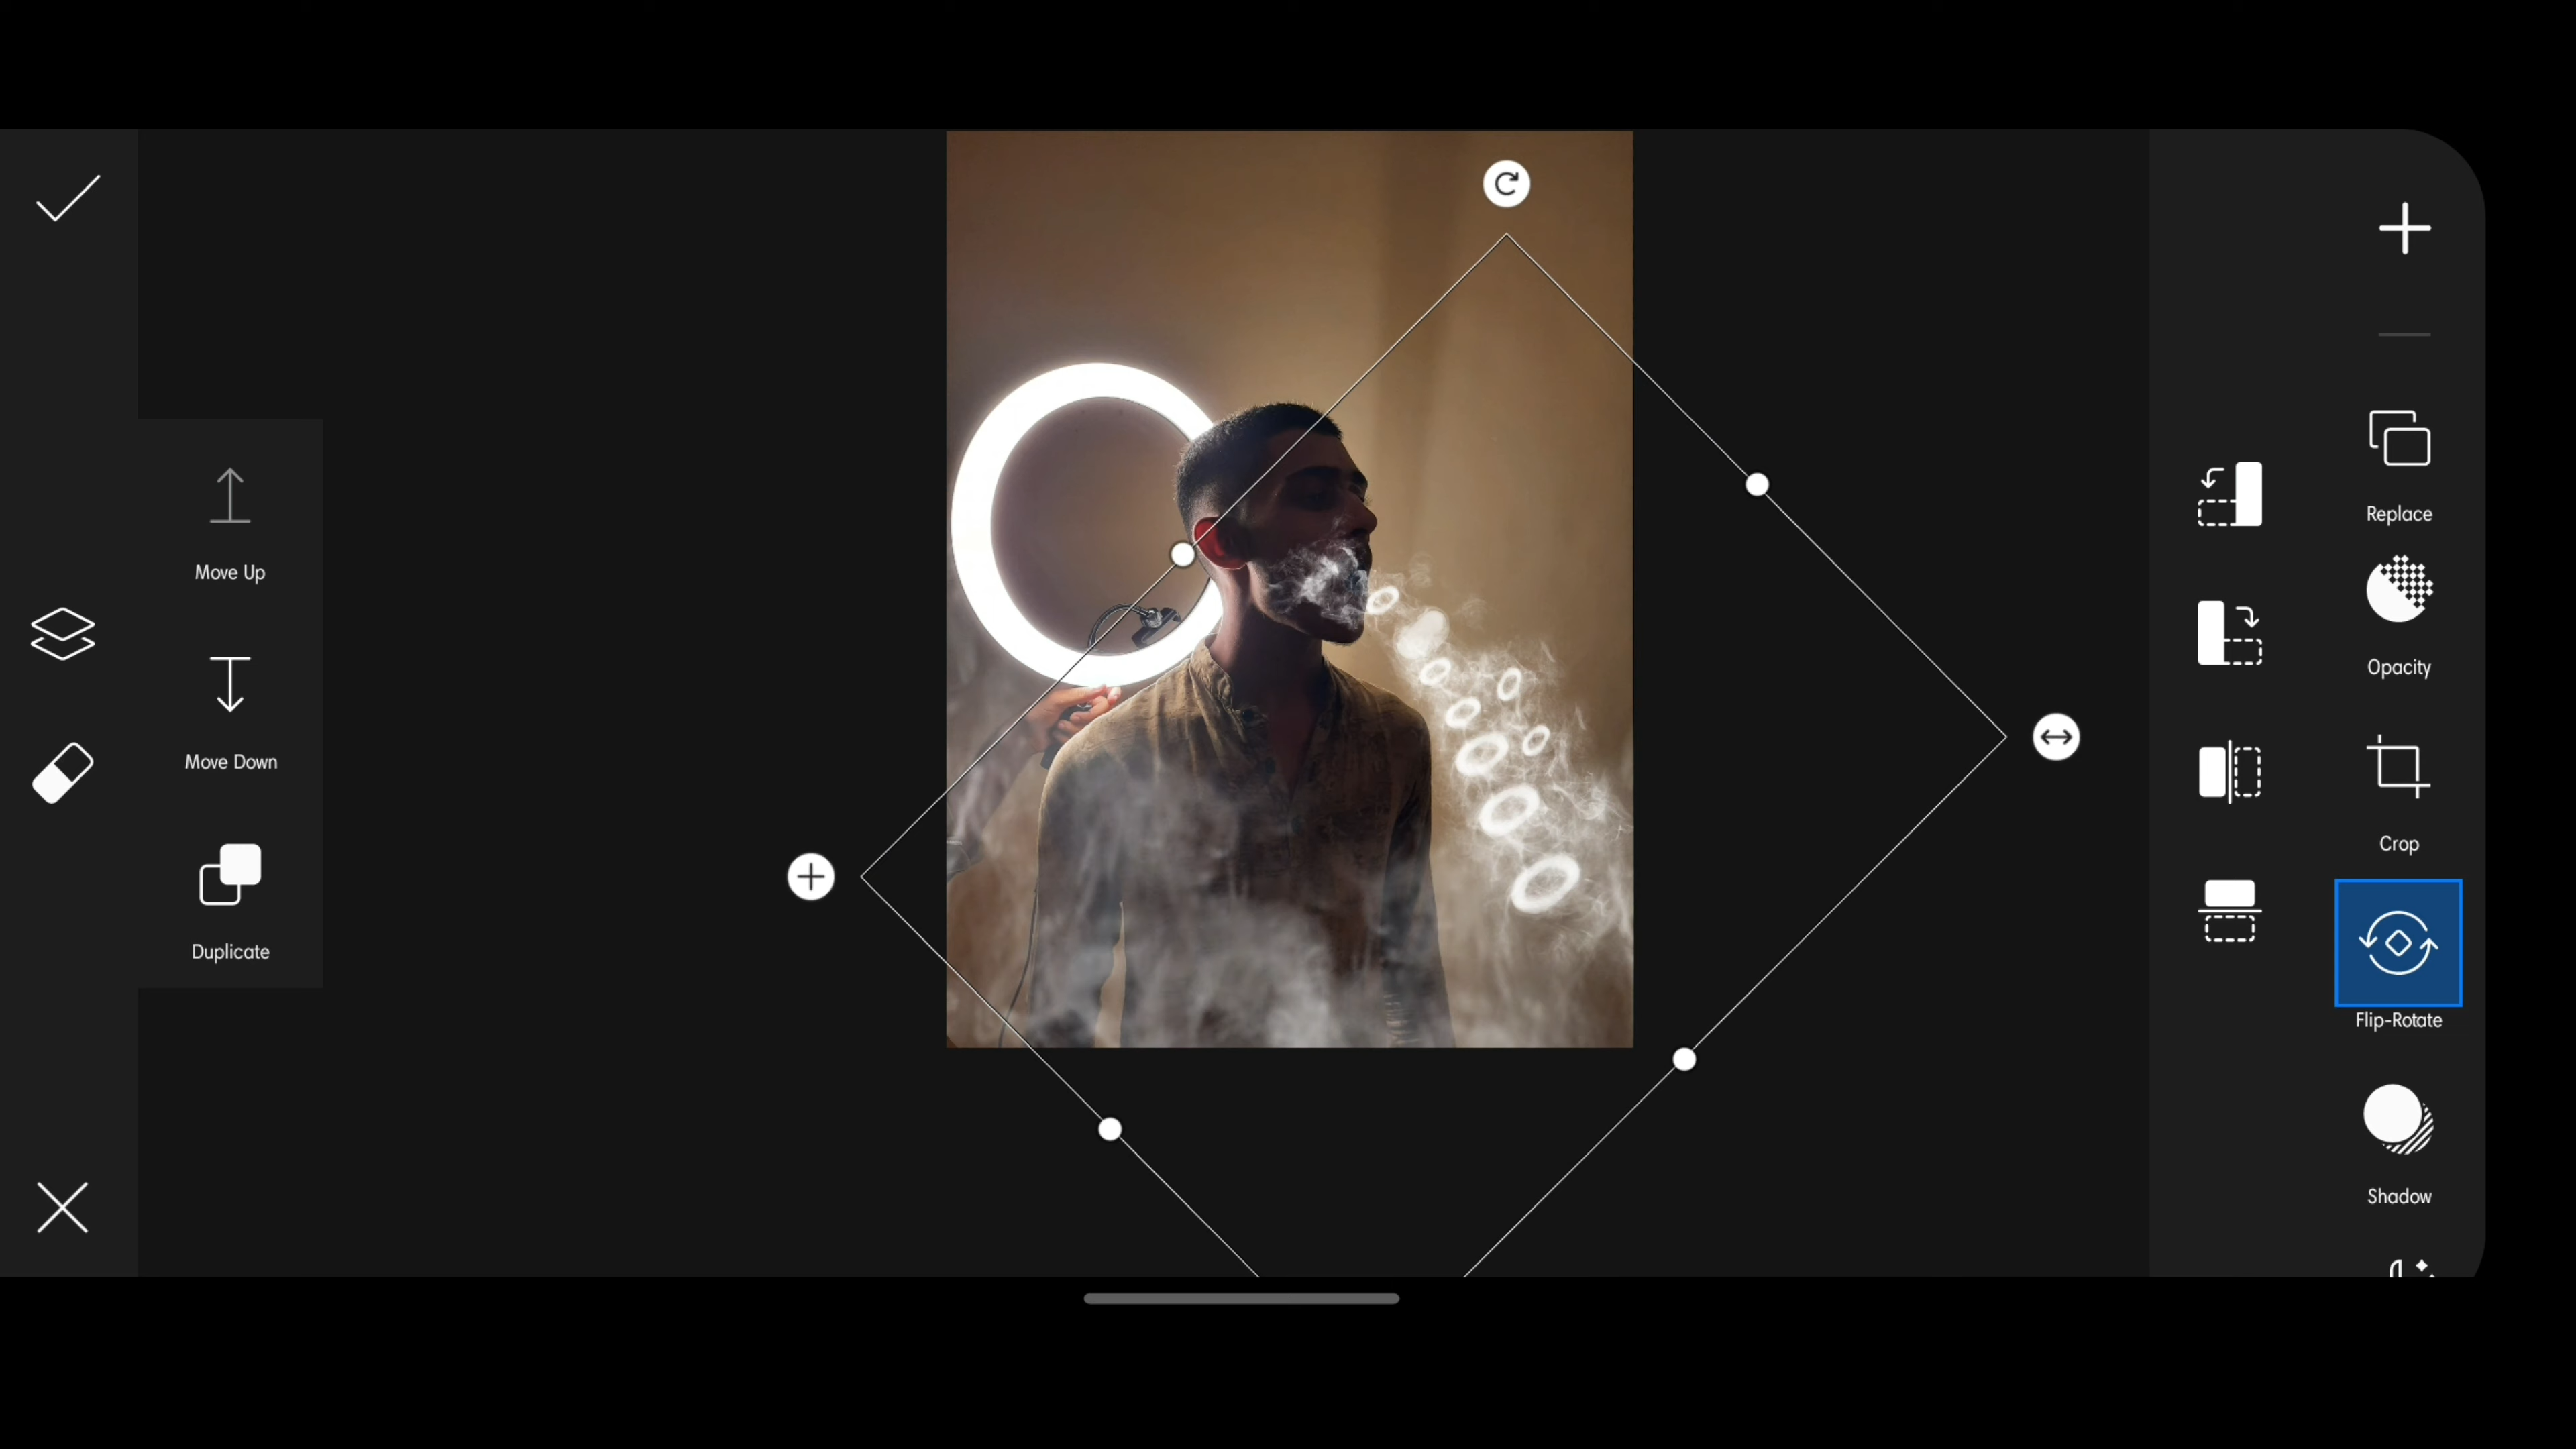 Move Up
Move Down
Duplicate
Replace
Opacity
Crop
Flip-Rotate
Shadow